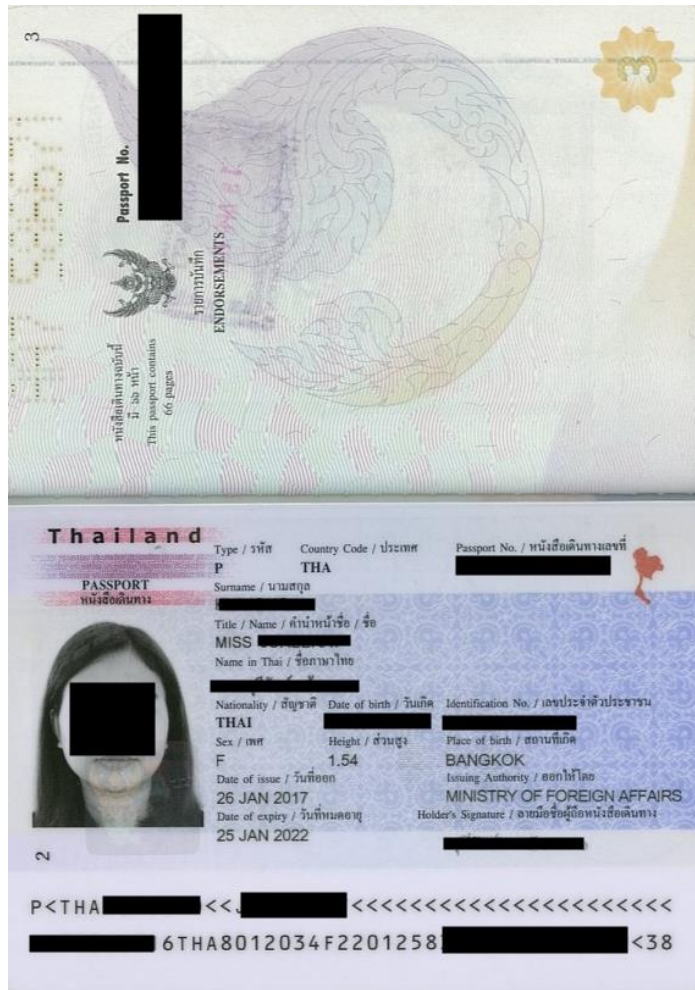 3
Passport No.
รายการบันทึก
ENDORSEMENTS
หนังสือเดินทางฉบับนี้
มี ๖๖ หน้า
This passport contains
66 pages
๓
Thailand
PASSPORT
หนังสือเดินทาง
Type / รหัส Country Code / ประเทศ Passport No. / หนังสือเดินทางเลขที่
P THA
Surname / นามสกุล
Title / Name / คำนำหน้าชื่อ / ชื่อ
MISS
Name in Thai / ชื่อภาษาไทย
Nationality / สัญชาติ Date of birth / วันเกิด Identification No. / เลขประจำตัวประชาชน
THAI
Sex / เพศ Height / ส่วนสูง Place of birth / สถานที่เกิด
F 1.54 BANGKOK
Date of issue / วันที่ออก Issuing Authority / ออกให้โดย
26 JAN 2017 MINISTRY OF FOREIGN AFFAIRS
Date of expiry / วันที่หมดอายุ Holder's Signature / ลายมือชื่อผู้ถือหนังสือเดินทาง
25 JAN 2022
2
P<THA <<J <<<<<<<<<<<<<<<<<<<<<<<
6THA8012034F2201258 <38